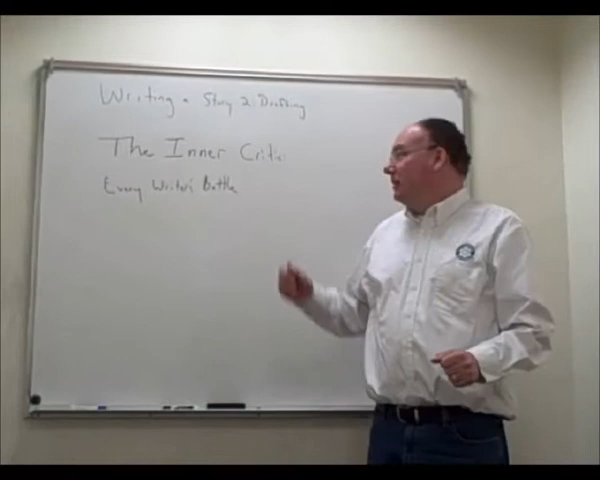 Writing a Story 2: Drafting
The Inner Critic
Every Writer's Battle